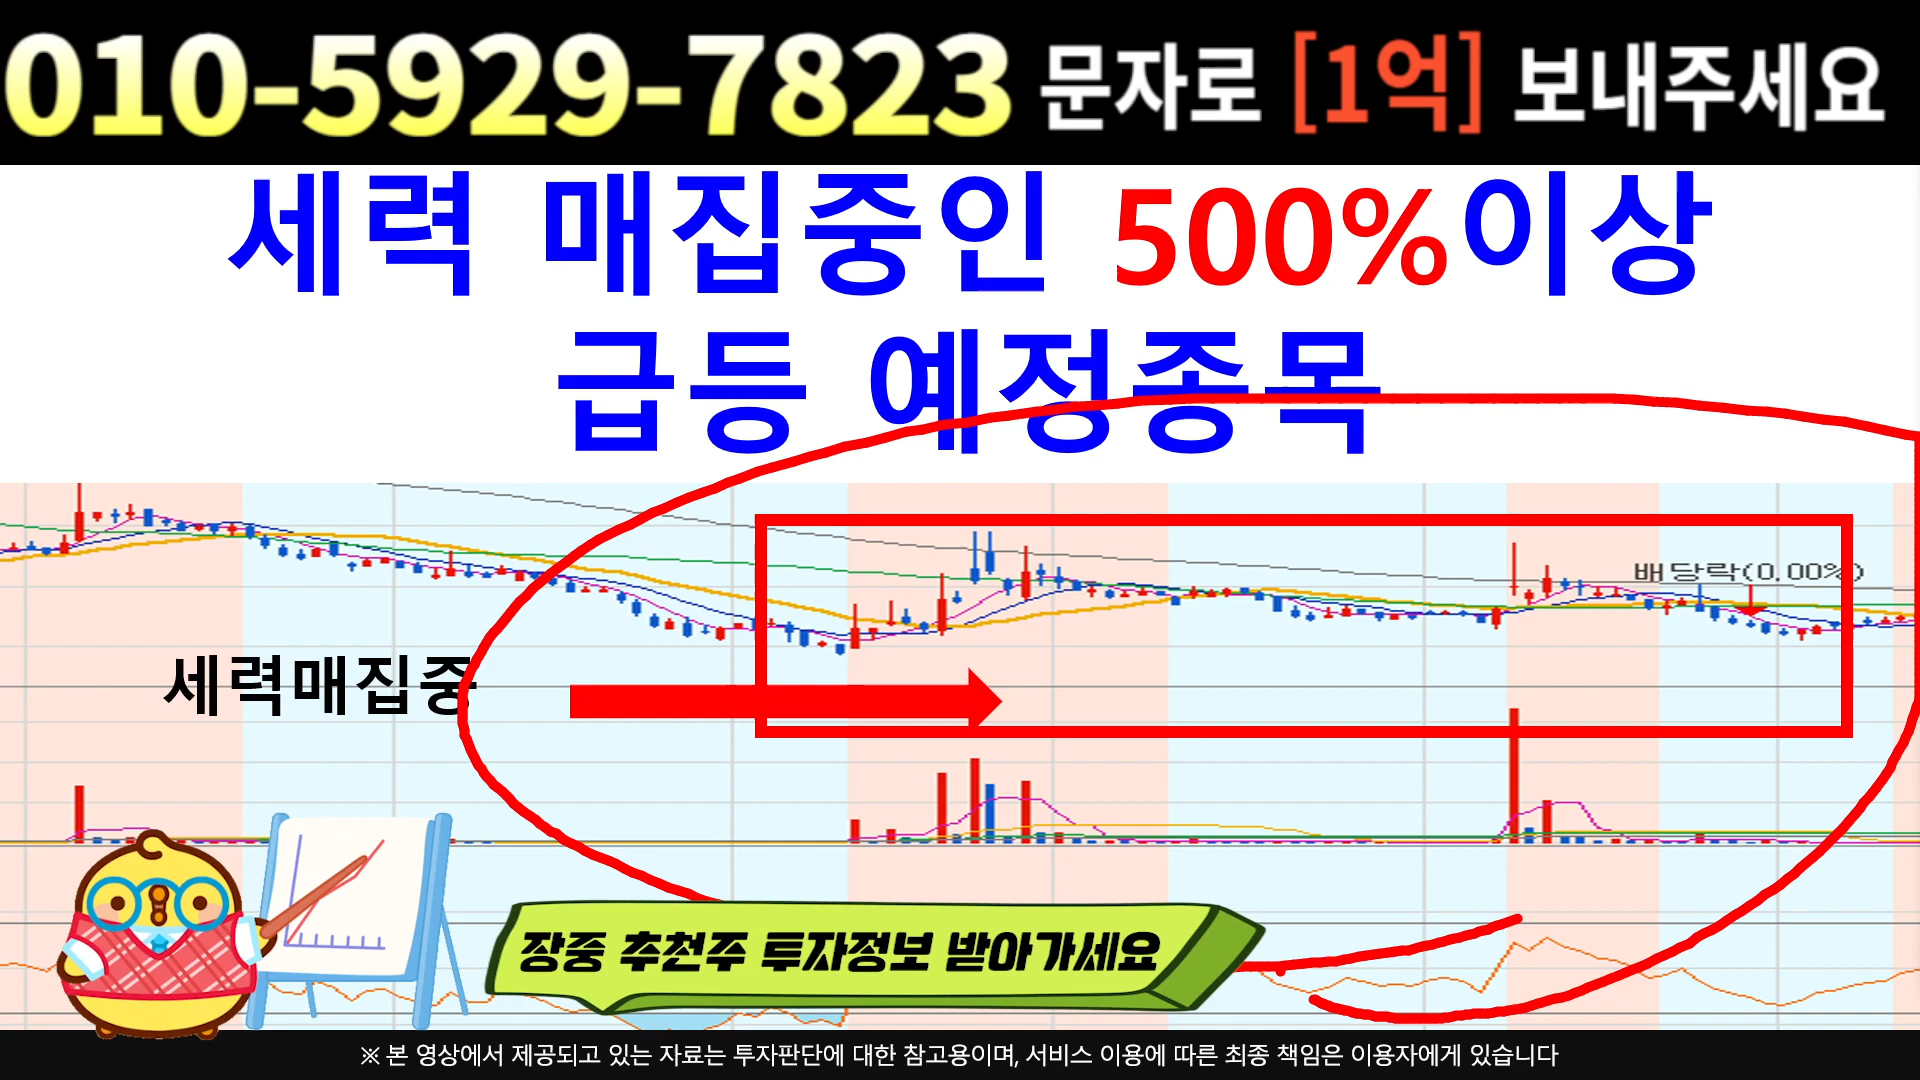 010-5929-7823 문자로 [1억] 보내주세요
세력 매집중인 500%이상
급등 예정종목
배당락(0.00%)
세력매집중
장중 추천주 투자정보 받아가세요
※ 본 영상에서 제공되고 있는 자료는 투자판단에 대한 참고용이며, 서비스 이용에 따른 최종 책임은 이용자에게 있습니다